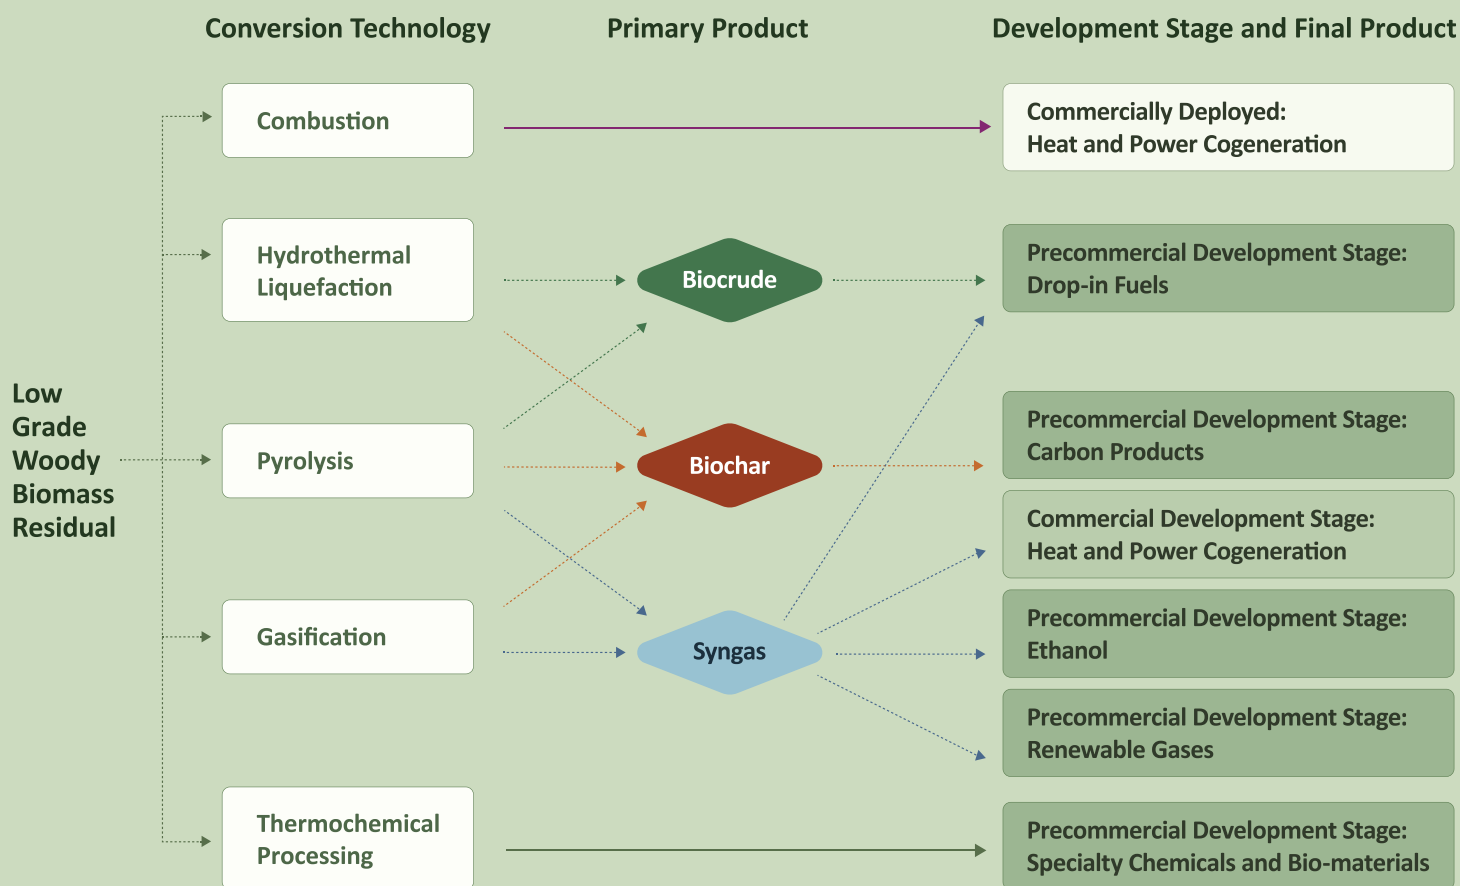 Conversion Technology
Primary Product
Development Stage and Final Product
Low
Grade
Woody
Biomass
Residual
Combustion
Commercially Deployed:
Heat and Power Cogeneration
Hydrothermal
Liquefaction
Biocrude
Precommercial Development Stage:
Drop-in Fuels
Pyrolysis
Biochar
Precommercial Development Stage:
Carbon Products
Commercial Development Stage:
Heat and Power Cogeneration
Gasification
Syngas
Precommercial Development Stage:
Ethanol
Precommercial Development Stage:
Renewable Gases
Thermochemical
Processing
Precommercial Development Stage:
Specialty Chemicals and Bio-materials